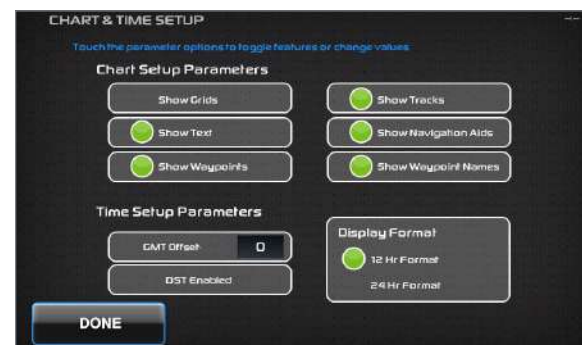 CHART & TIME SETUP
Touch the parameter options to toggle features or change values
Chart Setup Parameters
Show Grids
Show Tracks
Show Text
Show Navigation Aids
Show Waypoints
Show Waypoint Names
Time Setup Parameters
GMT Offset 0
DST Enabled
Display Format
12 Hr Format
24 Hr Format
DONE